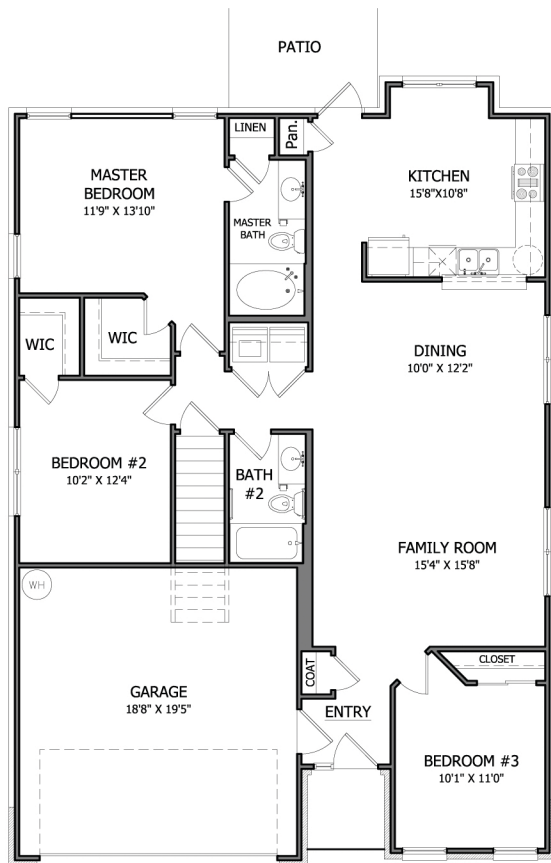 PATIO
LINEN
Pan.
MASTER
BEDROOM
11'9" X 13'10"
KITCHEN
15'8"X10'8"
MASTER
BATH
WIC
WIC
DINING
10'0" X 12'2"
BEDROOM #2
10'2" X 12'4"
BATH
#2
FAMILY ROOM
15'4" X 15'8"
WH
COAT
CLOSET
GARAGE
18'8" X 19'5"
ENTRY
BEDROOM #3
10'1" X 11'0"